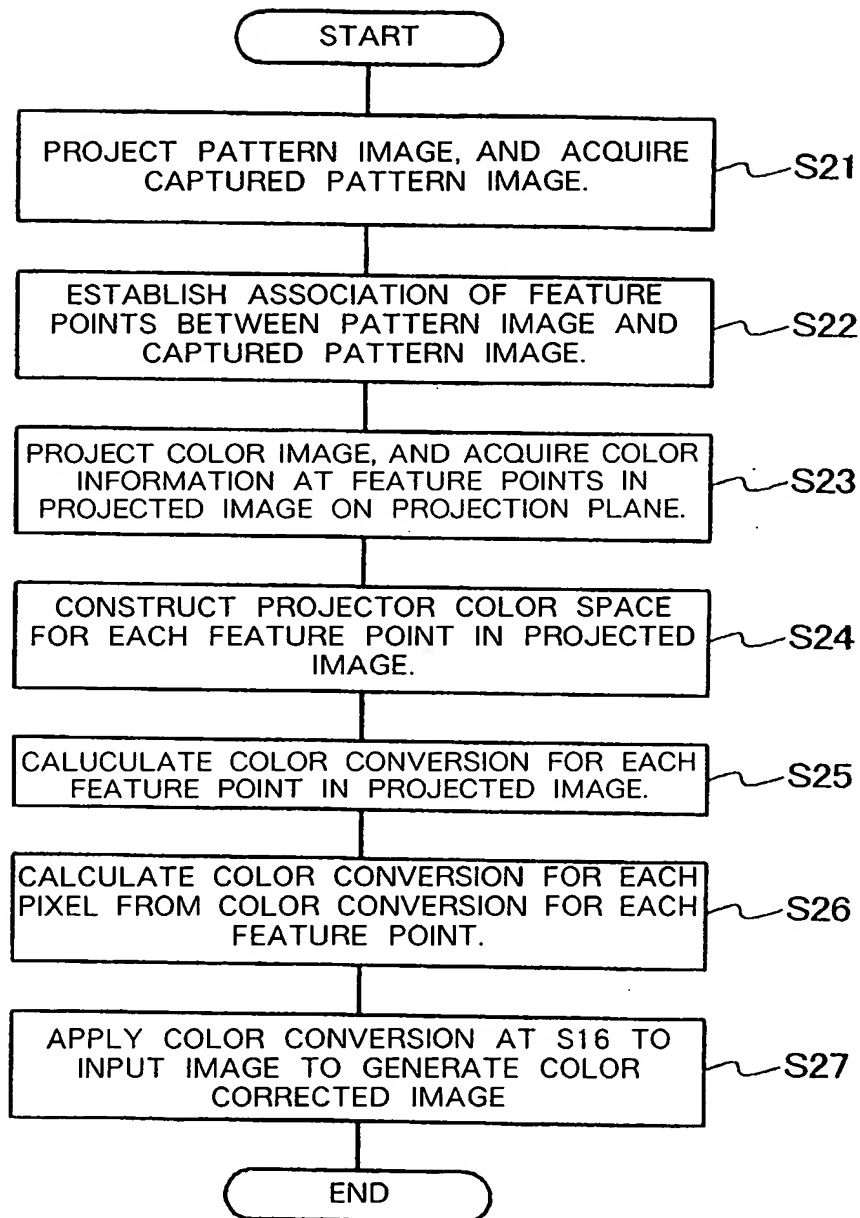 START
PROJECT PATTERN IMAGE, AND ACQUIRE
CAPTURED PATTERN IMAGE.
S21
ESTABLISH ASSOCIATION OF FEATURE
POINTS BETWEEN PATTERN IMAGE AND
CAPTURED PATTERN IMAGE.
S22
PROJECT COLOR IMAGE, AND ACQUIRE COLOR
INFORMATION AT FEATURE POINTS IN
PROJECTED IMAGE ON PROJECTION PLANE.
S23
CONSTRUCT PROJECTOR COLOR SPACE
FOR EACH FEATURE POINT IN PROJECTED
IMAGE.
S24
CALUCULATE COLOR CONVERSION FOR EACH
FEATURE POINT IN PROJECTED IMAGE.
S25
CALCULATE COLOR CONVERSION FOR EACH
PIXEL FROM COLOR CONVERSION FOR EACH
FEATURE POINT.
S26
APPLY COLOR CONVERSION AT S16 TO
INPUT IMAGE TO GENERATE COLOR
CORRECTED IMAGE
S27
END